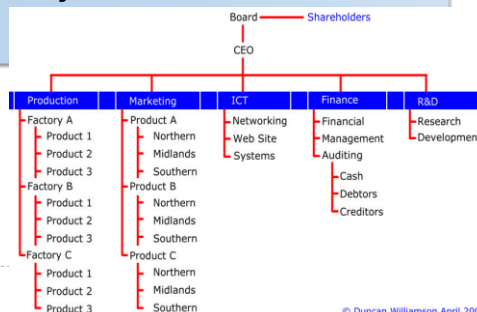 Board Shareholders
CEO
Production Marketing ICT Finance R&D
Factory A
Product 1
Product 2
Product 3
Factory B
Product 1
Product 2
Product 3
Factory C
Product 1
Product 2
Product 3
Product A
Northern
Midlands
Southern
Product B
Northern
Midlands
Southern
Product C
Northern
Midlands
Southern
Networking
Web Site
Systems
Financial
Management
Auditing
Cash
Debtors
Creditors
Research
Developmen
© Duncan Williamson April 200